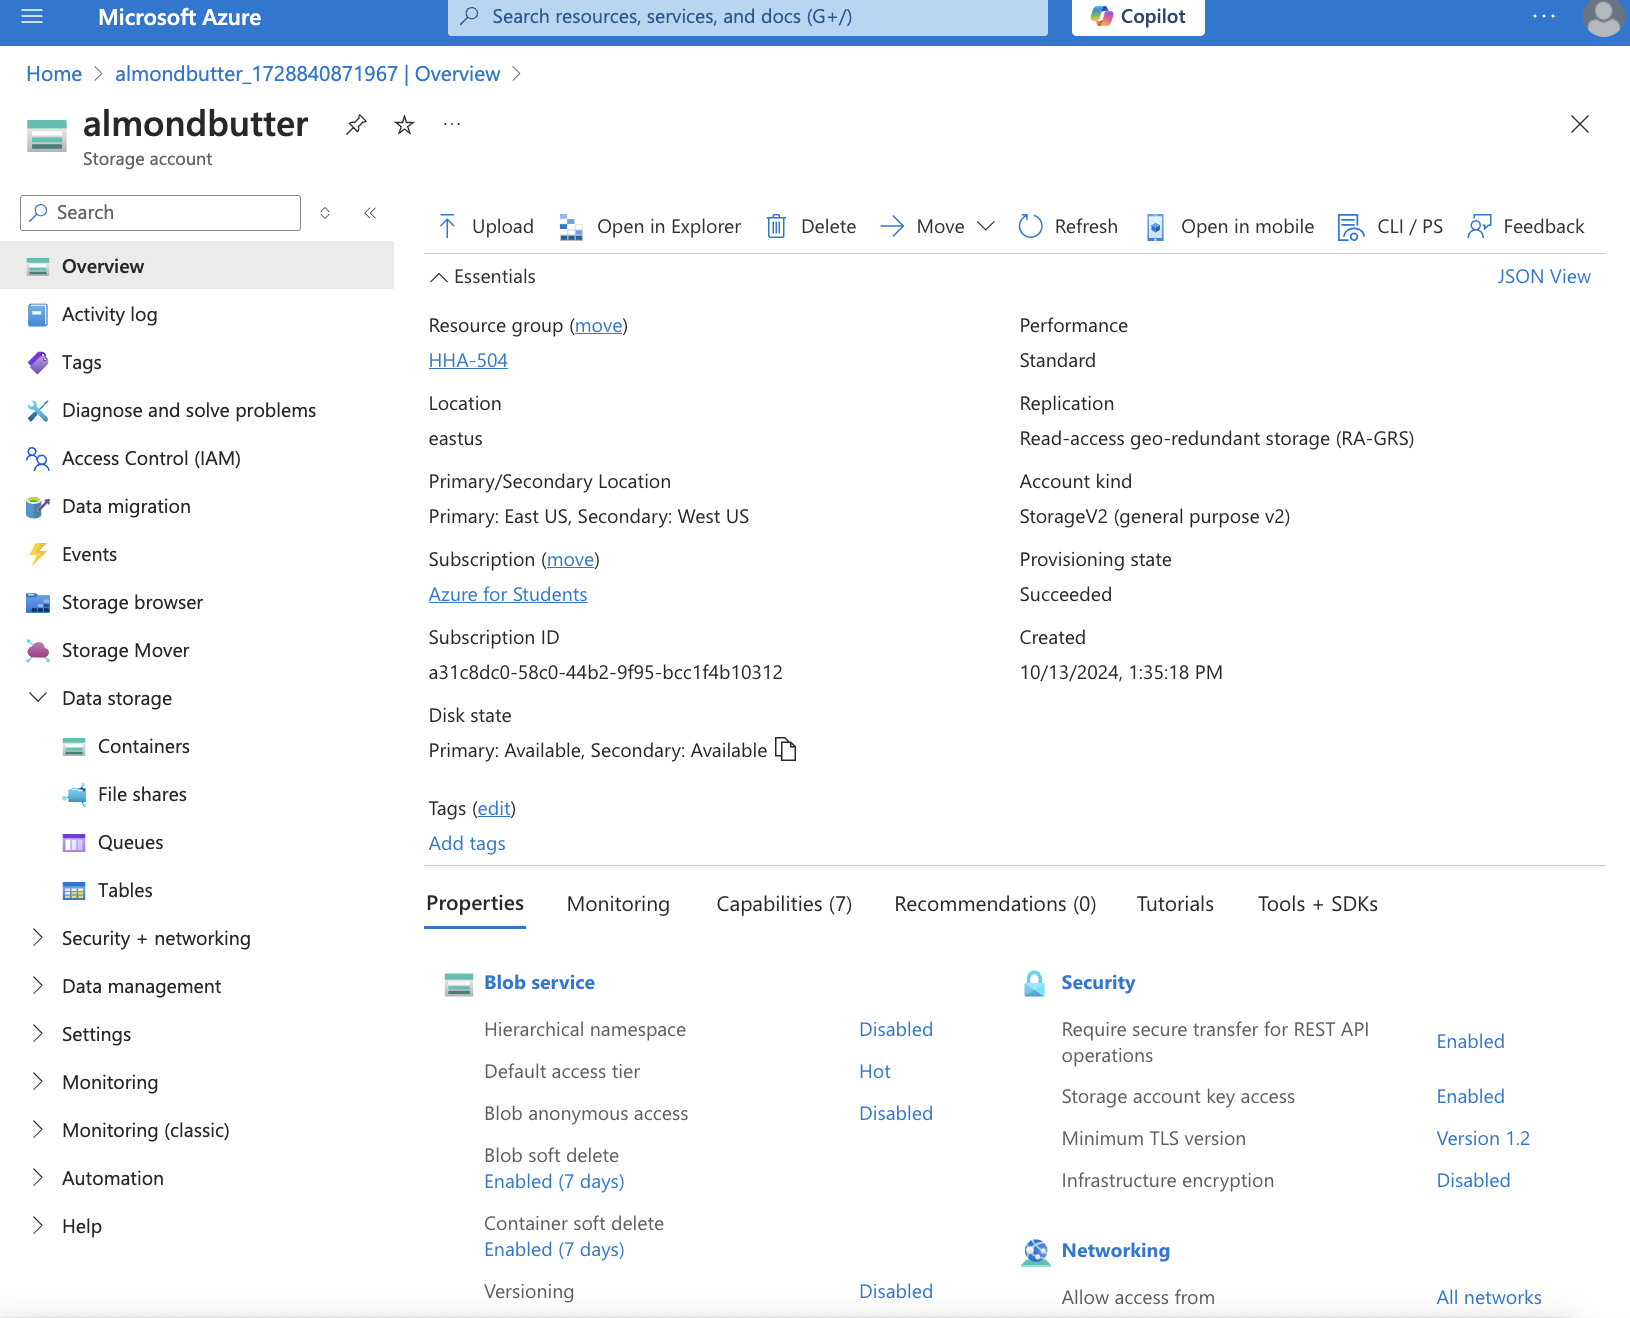 Microsoft Azure
Search resources, services, and docs (G+/)
Copilot
Home > almondbutter_1728840871967 | Overview >
almondbutter
Storage account
Search
Overview
Activity log
Tags
Diagnose and solve problems
Access Control (IAM)
Data migration
Events
Storage browser
Storage Mover
Data storage
Containers
File shares
Queues
Tables
Security + networking
Data management
Settings
Monitoring
Monitoring (classic)
Automation
Help
Upload Open in Explorer Delete Move Refresh Open in mobile CLI / PS Feedback
Essentials
JSON View
Resource group (move)
HHA-504
Location
eastus
Primary/Secondary Location
Primary: East US, Secondary: West US
Subscription (move)
Azure for Students
Subscription ID
a31c8dc0-58c0-44b2-9f95-bcc1f4b10312
Disk state
Primary: Available, Secondary: Available
Tags (edit)
Add tags
Performance
Standard
Replication
Read-access geo-redundant storage (RA-GRS)
Account kind
StorageV2 (general purpose v2)
Provisioning state
Succeeded
Created
10/13/2024, 1:35:18 PM
Properties Monitoring Capabilities (7) Recommendations (0) Tutorials Tools + SDKs
Blob service
Hierarchical namespace Disabled
Default access tier Hot
Blob anonymous access Disabled
Blob soft delete
Enabled (7 days)
Container soft delete
Enabled (7 days)
Versioning Disabled
Security
Require secure transfer for REST API
operations Enabled
Storage account key access Enabled
Minimum TLS version Version 1.2
Infrastructure encryption Disabled
Networking
Allow access from All networks